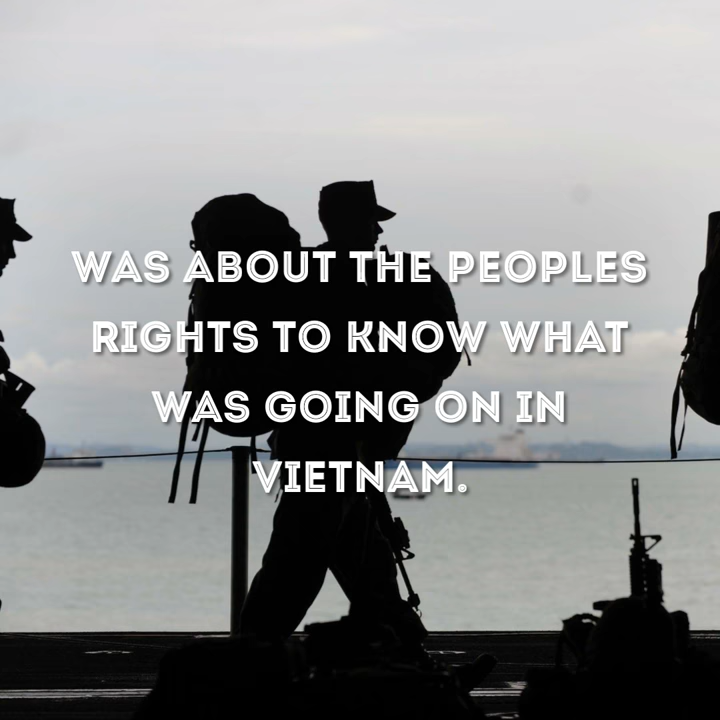 WAS ABOUT THE PEOPLES
RIGHTS TO KNOW WHAT
WAS GOING ON IN
VIETNAM.